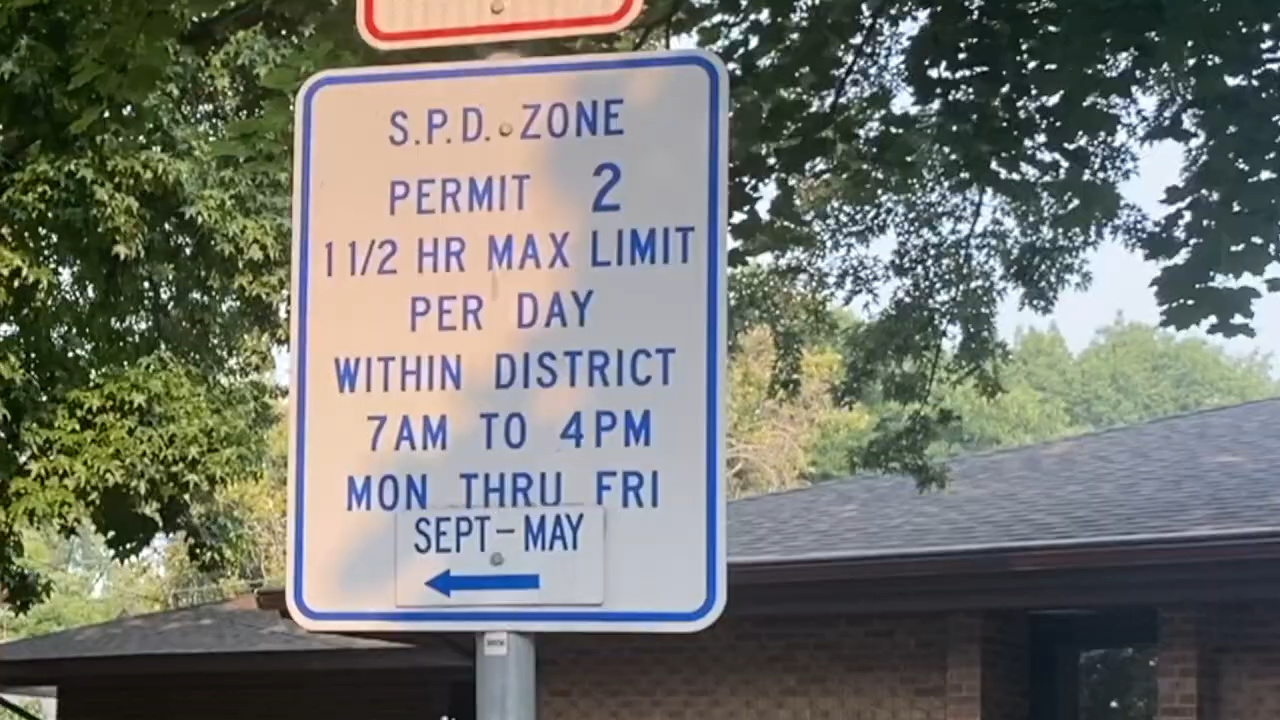 S.P.D. ZONE
PERMIT 2
1 1/2 HR MAX LIMIT
PER DAY
WITHIN DISTRICT
7AM TO 4PM
MON THRU FRI
SEPT-MAY